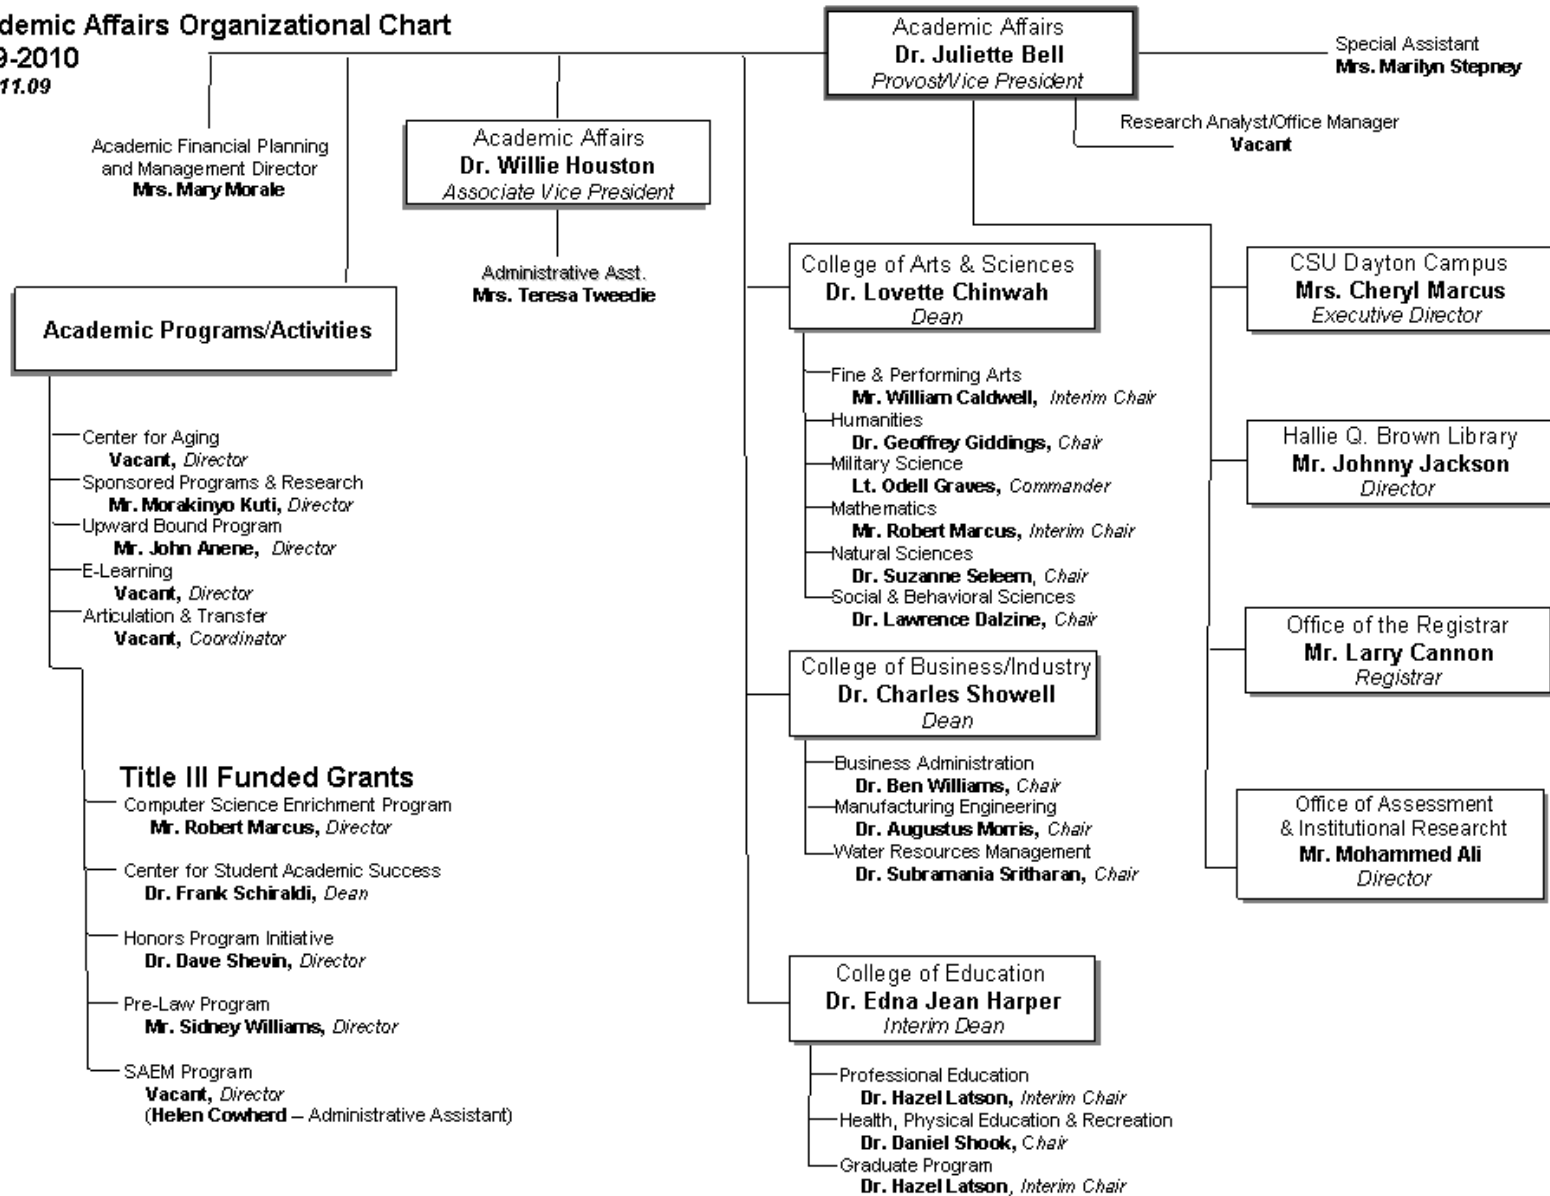 demic Affairs Organizational Chart
9-2010
11.09
Academic Affairs
Dr. Juliette Bell
Provost/Vice President
Special Assistant
Mrs. Marilyn Stepney
Research Analyst/Office Manager
Vacant
Academic Financial Planning
and Management Director
Mrs. Mary Morale
Academic Affairs
Dr. Willie Houston
Associate Vice President
Administrative Asst.
Mrs. Teresa Tweedie
Academic Programs/Activities
Center for Aging
Vacant, Director
Sponsored Programs & Research
Mr. Morakinyo Kuti, Director
Upward Bound Program
Mr. John Anene, Director
E-Learning
Vacant, Director
Articulation & Transfer
Vacant, Coordinator
Title III Funded Grants
Computer Science Enrichment Program
Mr. Robert Marcus, Director
Center for Student Academic Success
Dr. Frank Schiraldi, Dean
Honors Program Initiative
Dr. Dave Shevin, Director
Pre-Law Program
Mr. Sidney Williams, Director
SAEM Program
Vacant, Director
(Helen Cowherd – Administrative Assistant)
College of Arts & Sciences
Dr. Lovette Chinwah
Dean
Fine & Performing Arts
Mr. William Caldwell, Interim Chair
Humanities
Dr. Geoffrey Giddings, Chair
Military Science
Lt. Odell Graves, Commander
Mathematics
Mr. Robert Marcus, Interim Chair
Natural Sciences
Dr. Suzanne Seleem, Chair
Social & Behavioral Sciences
Dr. Lawrence Dalzine, Chair
College of Business/Industry
Dr. Charles Showell
Dean
Business Administration
Dr. Ben Williams, Chair
Manufacturing Engineering
Dr. Augustus Morris, Chair
Water Resources Management
Dr. Subramania Sritharan, Chair
College of Education
Dr. Edna Jean Harper
Interim Dean
Professional Education
Dr. Hazel Latson, Interim Chair
Health, Physical Education & Recreation
Dr. Daniel Shook, Chair
Graduate Program
Dr. Hazel Latson, Interim Chair
CSU Dayton Campus
Mrs. Cheryl Marcus
Executive Director
Hallie Q. Brown Library
Mr. Johnny Jackson
Director
Office of the Registrar
Mr. Larry Cannon
Registrar
Office of Assessment
& Institutional Researcht
Mr. Mohammed Ali
Director